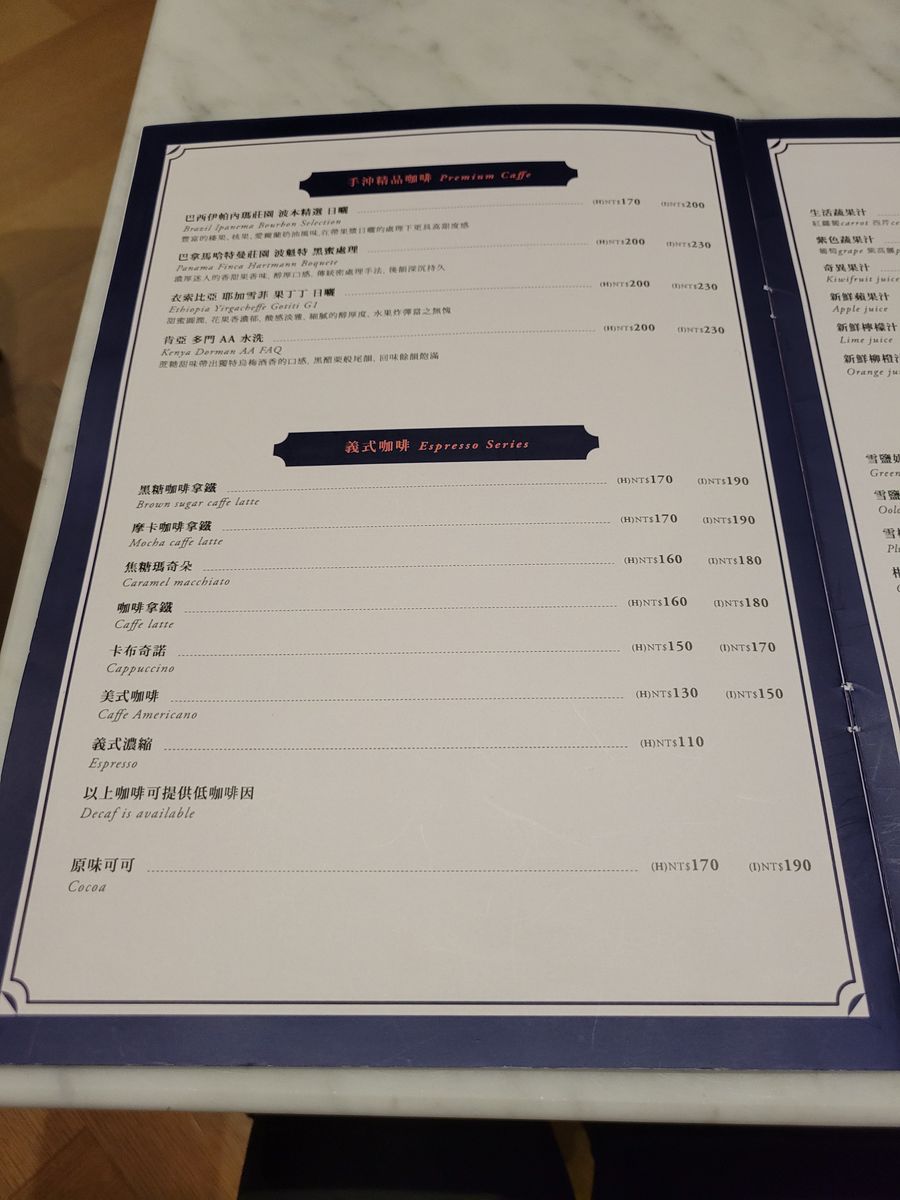 手沖精品咖啡 Premium Caffe
巴西伊帕內瑪莊園 波本精選 日曬 (H)NT$170 (I)NT$200
Brazil Ipanema Bourbon Selection
豐富的榛果、核果、愛爾蘭奶油風味,在帶果漿日曬的處理下更具高甜度感
巴拿馬哈特曼莊園 波魁特 黑蜜處理 (H)NT$200 (I)NT$230
Panama Finca Hartmann Boquete
濃厚迷人的香甜果香味, 醇厚口感, 傳統密處理手法, 後韻深沉持久
衣索比亞 耶加雪菲 果丁丁 日曬 (H)NT$200 (I)NT$230
Ethiopia Yirgacheffe Gotiti G1
甜蜜圓潤, 花果香濃郁, 酸感淡雅, 細膩的醇厚度, 水果炸彈當之無愧
肯亞 多門 AA 水洗 (H)NT$200 (I)NT$230
Kenya Dorman AA FAQ
蔗糖甜味帶出獨特烏梅酒香的口感, 黑醋栗般尾韻, 回味餘韻飽滿
義式咖啡 Espresso Series
黑糖咖啡拿鐵 (H)NT$170 (I)NT$190
Brown sugar caffe latte
摩卡咖啡拿鐵 (H)NT$170 (I)NT$190
Mocha caffe latte
焦糖瑪奇朵 (H)NT$160 (I)NT$180
Caramel macchiato
咖啡拿鐵 (H)NT$160 (I)NT$180
Caffe latte
卡布奇諾 (H)NT$150 (I)NT$170
Cappuccino
美式咖啡 (H)NT$130 (I)NT$150
Caffe Americano
義式濃縮 (H)NT$110
Espresso
以上咖啡可提供低咖啡因
Decaf is available
原味可可 (H)NT$170 (I)NT$190
Cocoa
生活蔬果汁
紅蘿蔔carrot 西芹
紫色蔬果汁
葡萄grape 紫高麗
奇異果汁
Kiwifruit juice
新鮮蘋果汁
Apple juice
新鮮檸檬汁
Lime juice
新鮮柳橙汁
Orange
雪鹽
Green
雪鹽
雪